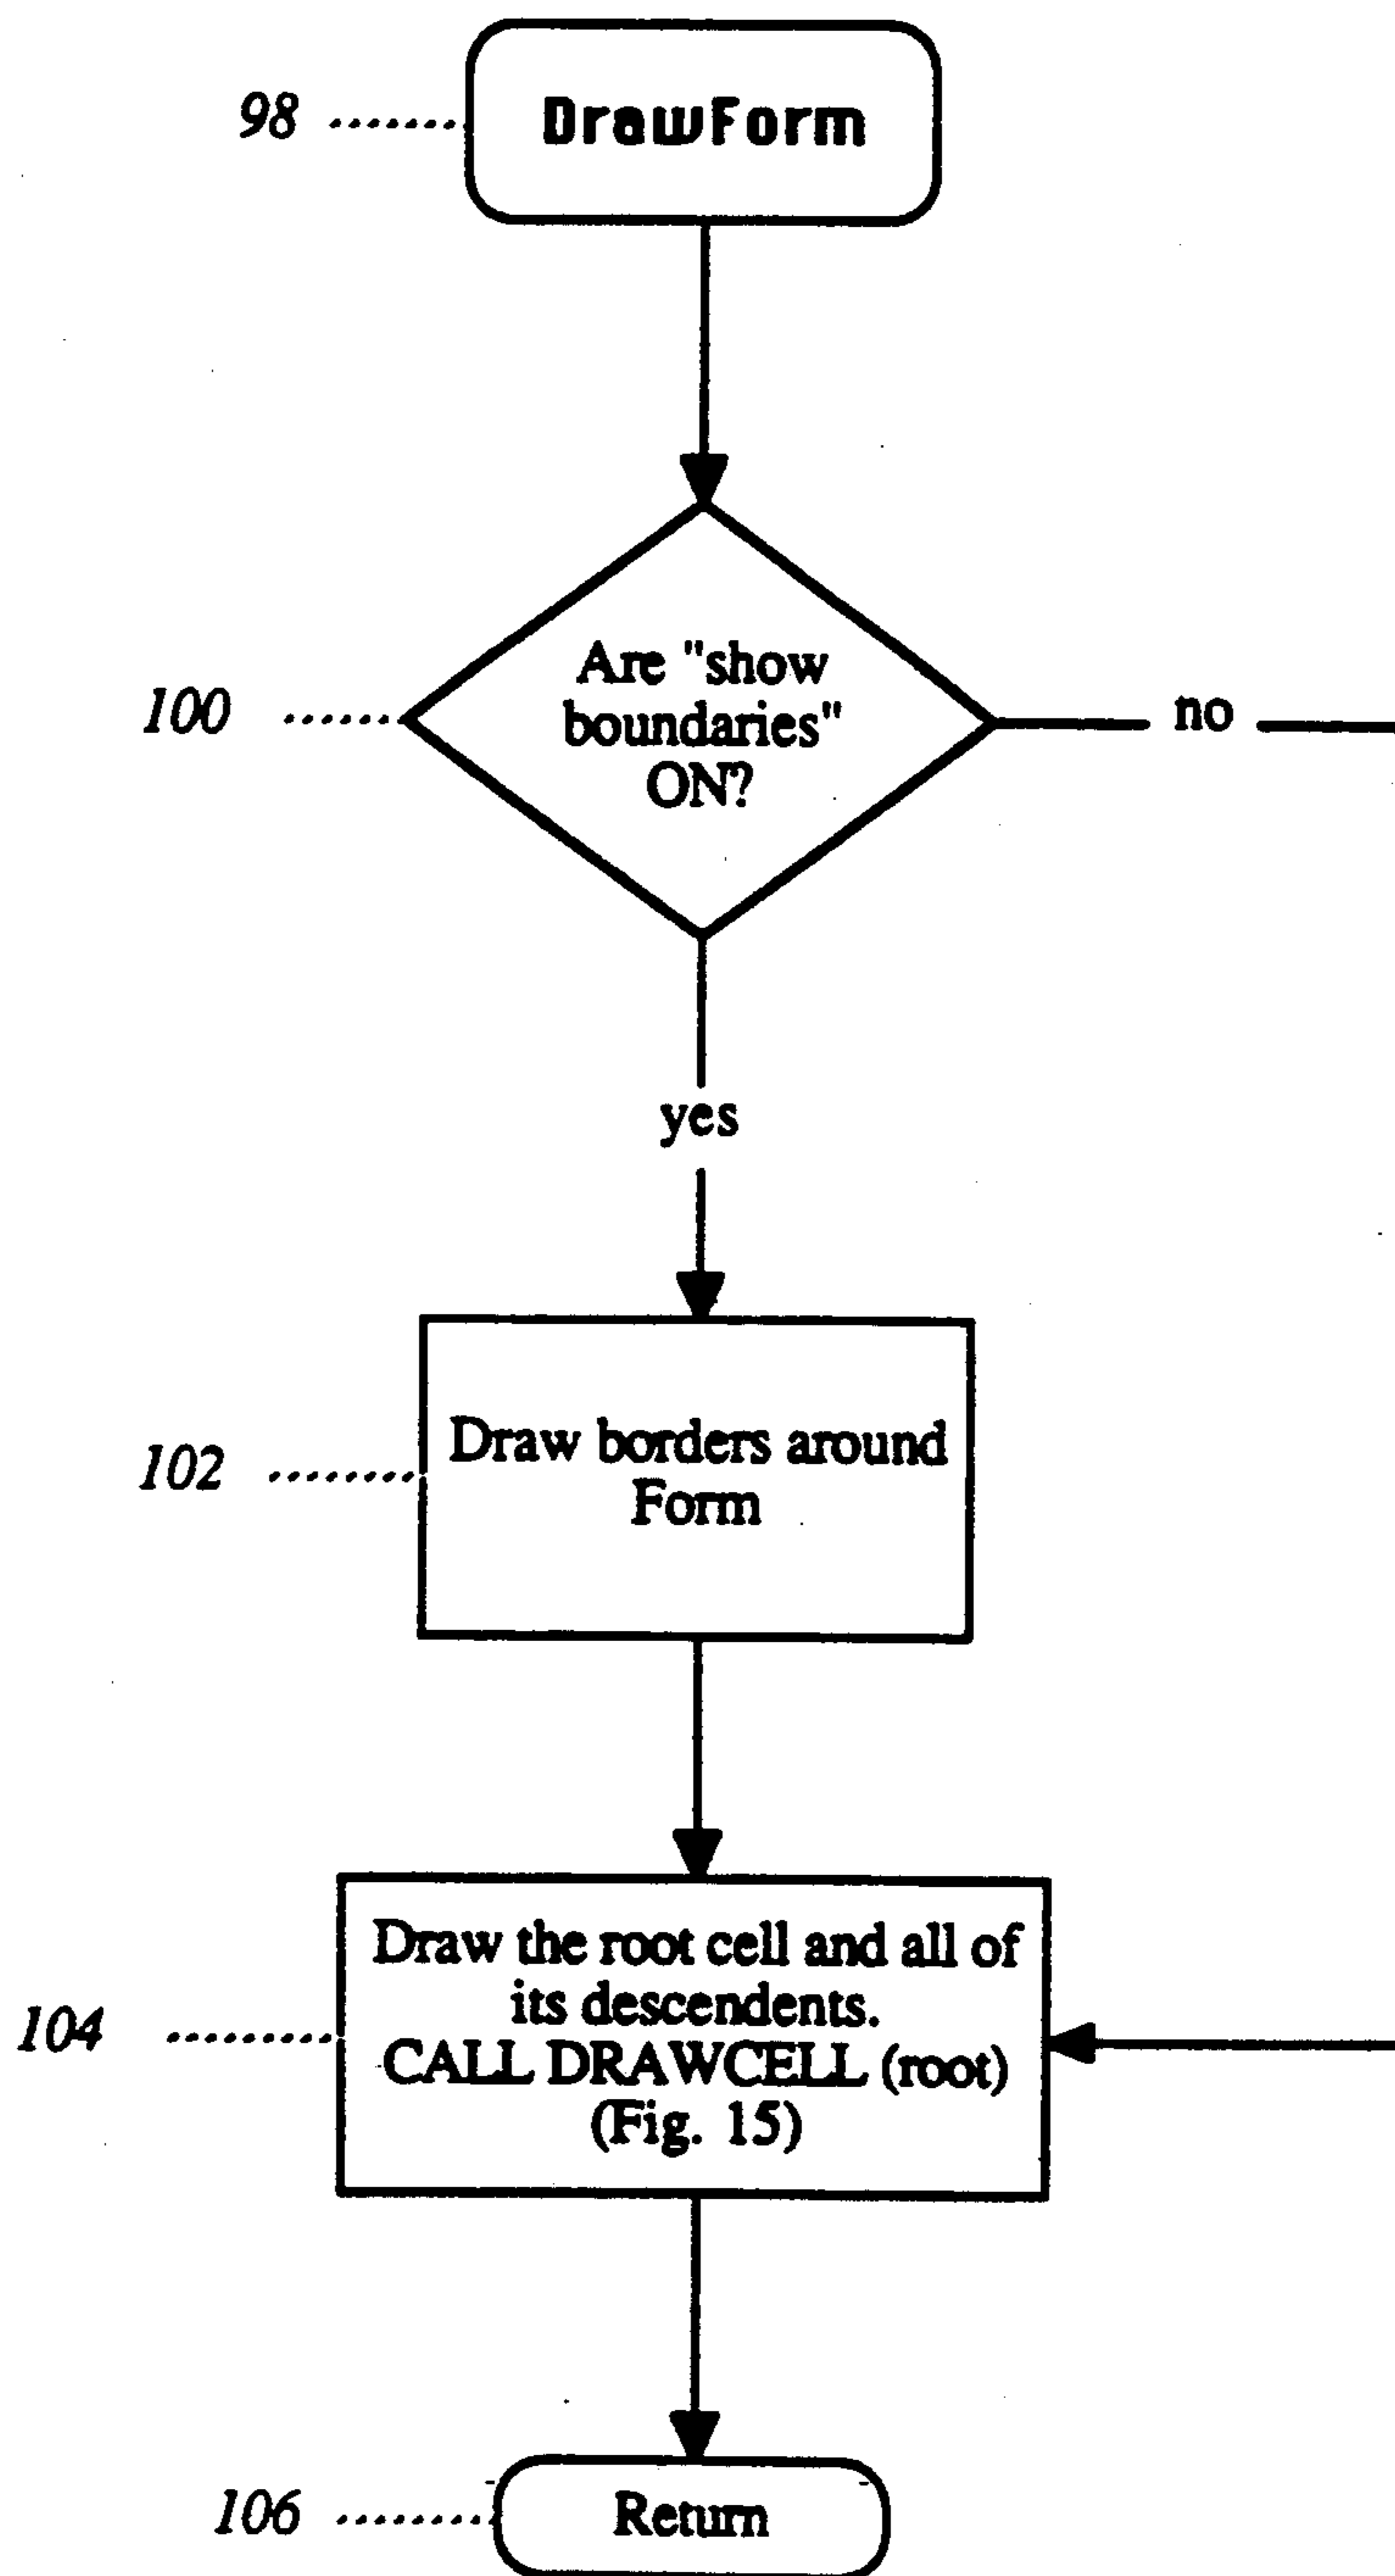 98
DrawForm
100
Are "show
boundaries"
ON?
no
yes
102
Draw borders around
Form
104
Draw the root cell and all of
its descendents.
CALL DRAWCELL (root)
(Fig. 15)
106
Return